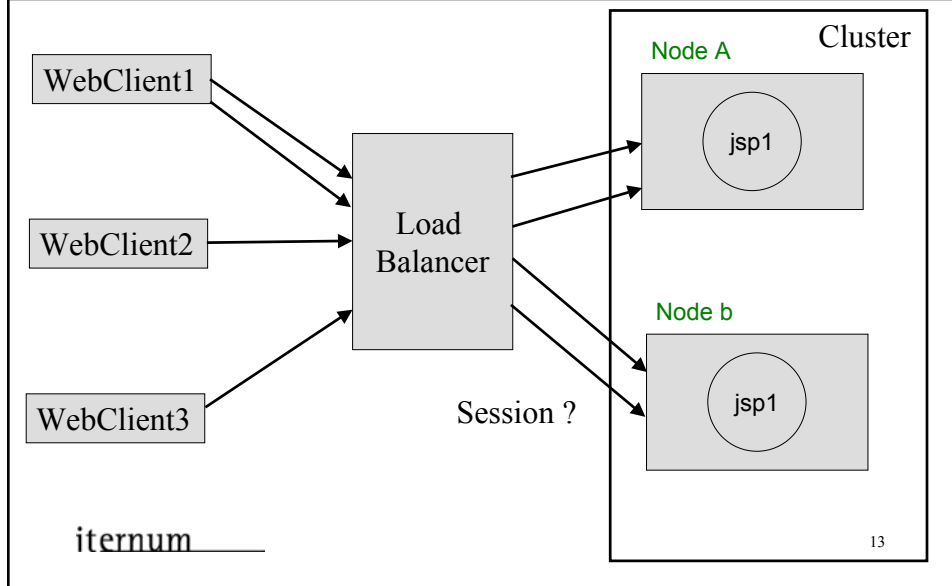 Cluster
Node A
WebClient1
jsp1
WebClient2
Load
Balancer
Node b
WebClient3
Session ?
jsp1
iternum
13